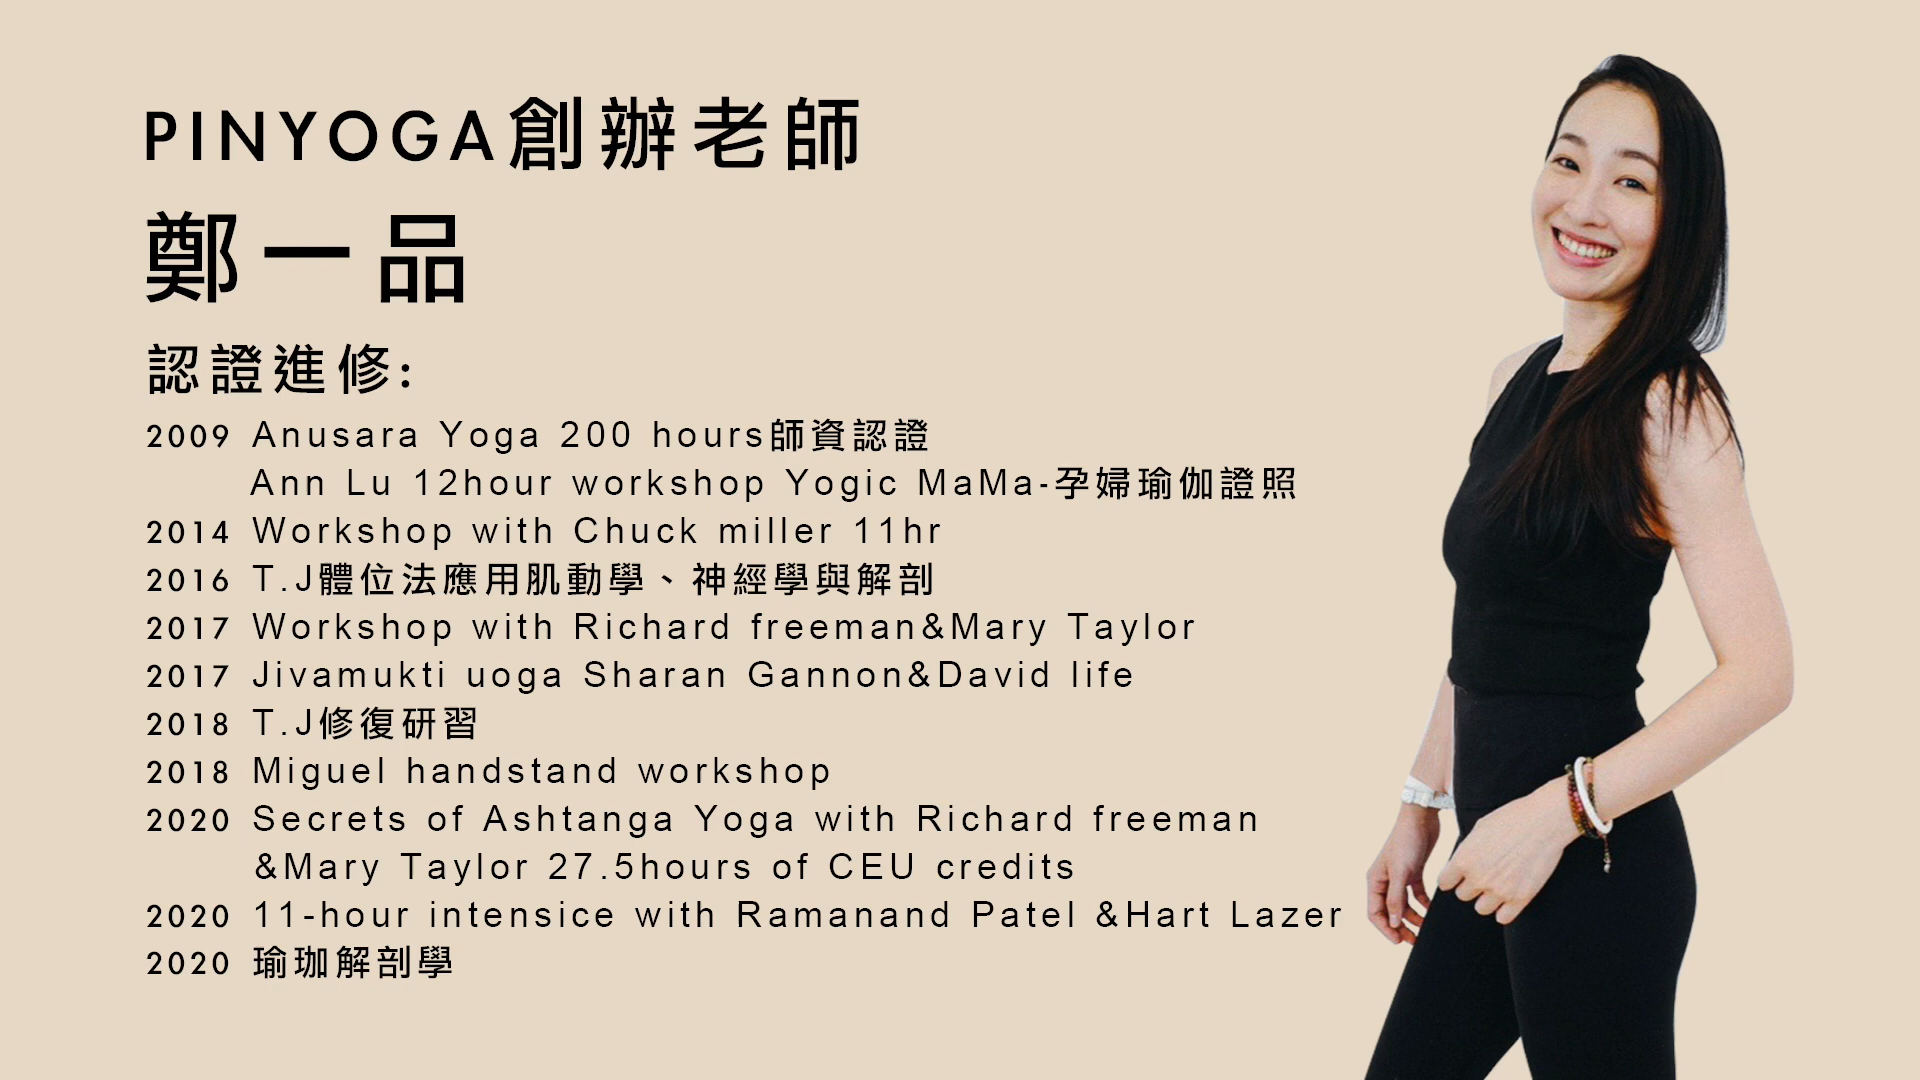 PINYOGA創辦老師
鄭一品
認證進修:
2009 Anusara Yoga 200 hours師資認證
Ann Lu 12hour workshop Yogic MaMa-孕婦瑜伽證照
2014 Workshop with Chuck miller 11hr
2016 T.J體位法應用肌動學、神經學與解剖
2017 Workshop with Richard freeman&Mary Taylor
2017 Jivamukti uoga Sharan Gannon&David life
2018 T.J修復研習
2018 Miguel handstand workshop
2020 Secrets of Ashtanga Yoga with Richard freeman
&Mary Taylor 27.5hours of CEU credits
2020 11-hour intensice with Ramanand Patel &Hart Lazer
2020 瑜珈解剖學